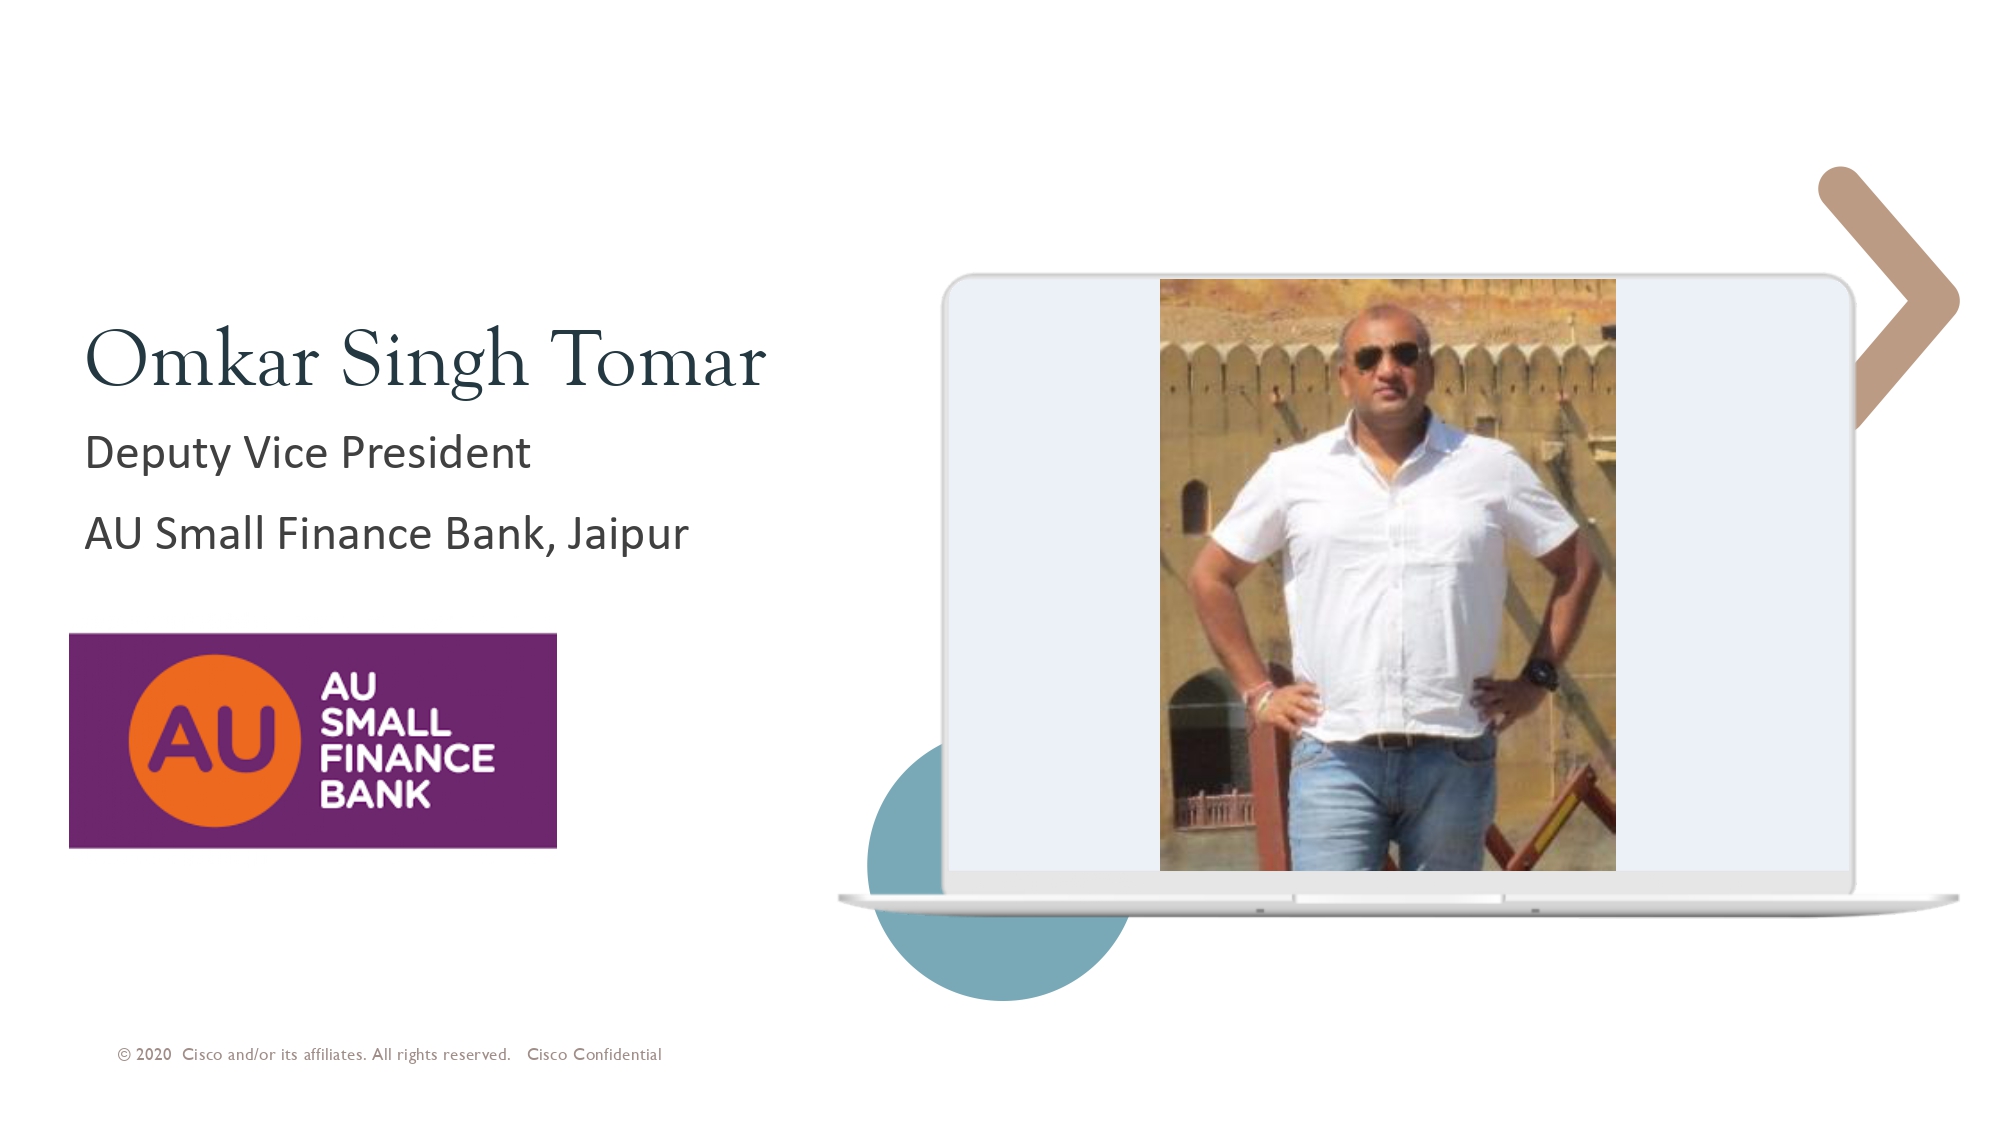 Omkar Singh Tomar
Deputy Vice President
AU Small Finance Bank, Jaipur
AU
AU
SMALL
FINANCE
BANK
© 2020 Cisco and/or its affiliates. All rights reserved. Cisco Confidential